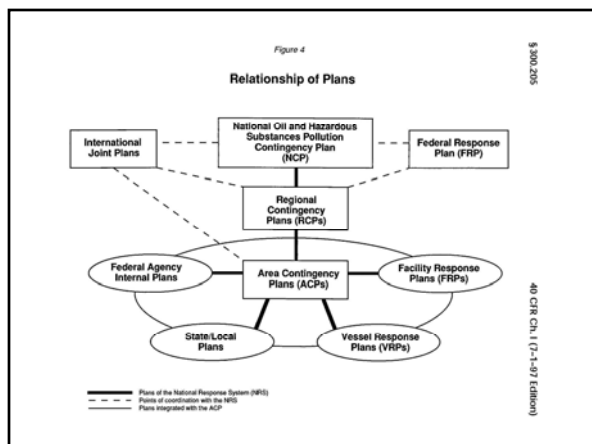 Figure 4
§ 300.205
Relationship of Plans
National Oil and Hazardous
Substances Pollution
Contingency Plan
(NCP)
International
Joint Plans
Federal Response
Plan (FRP)
Regional
Contingency
Plans (RCPs)
Federal Agency
Internal Plans
Area Contingency
Plans (ACPs)
Facility Response
Plans (FRPs)
State/Local
Plans
Vessel Response
Plans (VRPs)
40 CFR Ch. I (7–1–97 Edition)
Plans of the National Response System (NRS)
Points of coordination with the NRS
Plans integrated with the ACP